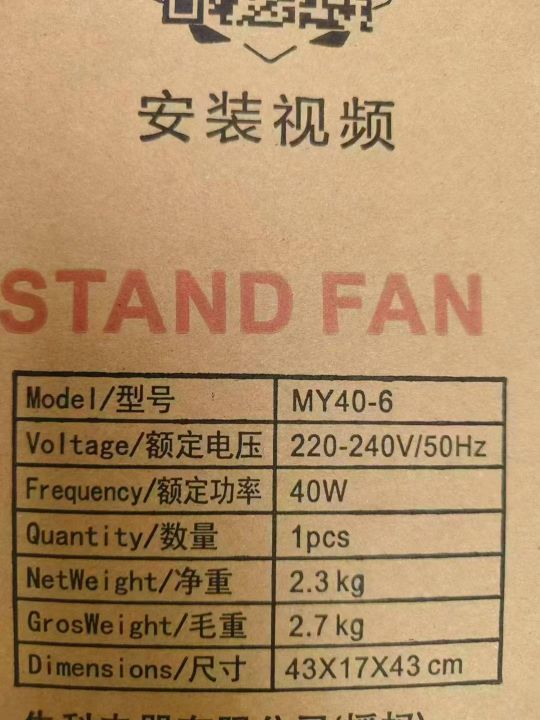 安装视频
STAND FAN
Model/型号 MY40-6
Voltage/额定电压 220-240V/50Hz
Frequency/额定功率 40W
Quantity/数量 1pcs
NetWeight/净重 2.3 kg
GrosWeight/毛重 2.7 kg
Dimensions/尺寸 43X17X43 cm